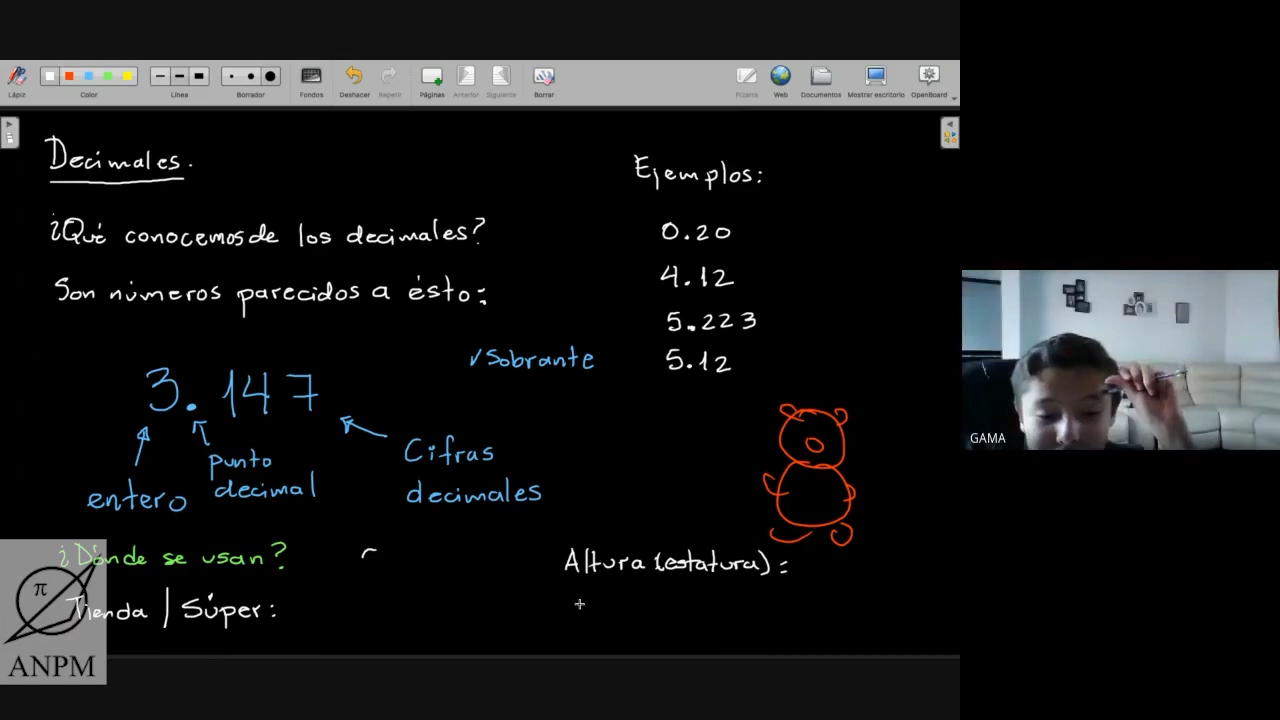 Lápiz
Color
Línea
Borrador
Fondos
Deshacer
Repetir
Páginas
Anterior
Siguiente
Borrar
Pizarra
Web
Documentos
Mostrar escritorio
OpenBoard
Decimales.
¿Qué conocemos de los decimales?
Son números parecidos a ésto:
3.147
✓Sobrante
entero
punto
decimal
Cifras
decimales
¿Dónde se usan?
Tienda | Súper:
Ejemplos:
0.20
4.12
5.223
5.12
Altura (estatura) :
GAMA
π
ANPM